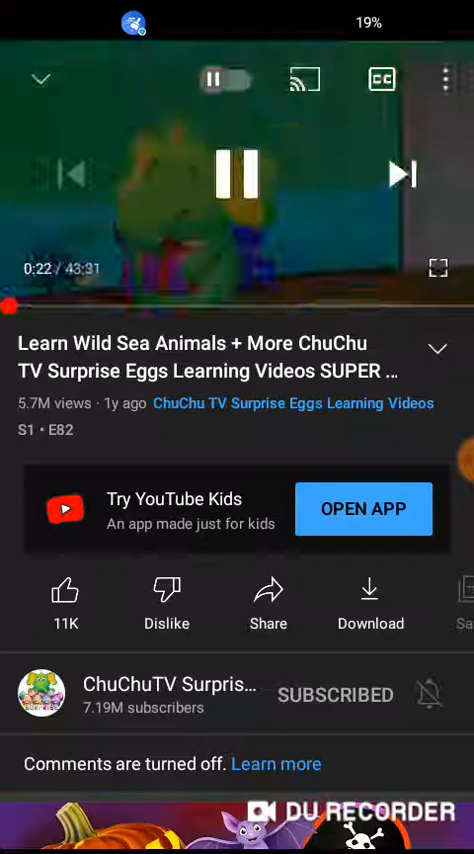 19%
CC
0:22 / 43:31
Learn Wild Sea Animals + More ChuChu
TV Surprise Eggs Learning Videos SUPER ...
5.7M views · 1y ago ChuChu TV Surprise Eggs Learning Videos
S1 • E82
Try YouTube Kids
An app made just for kids
OPEN APP
11K
Dislike
Share
Download
Sa
ChuChuTV Surpris...
7.19M subscribers
SUBSCRIBED
Comments are turned off. Learn more
DU RECORDER